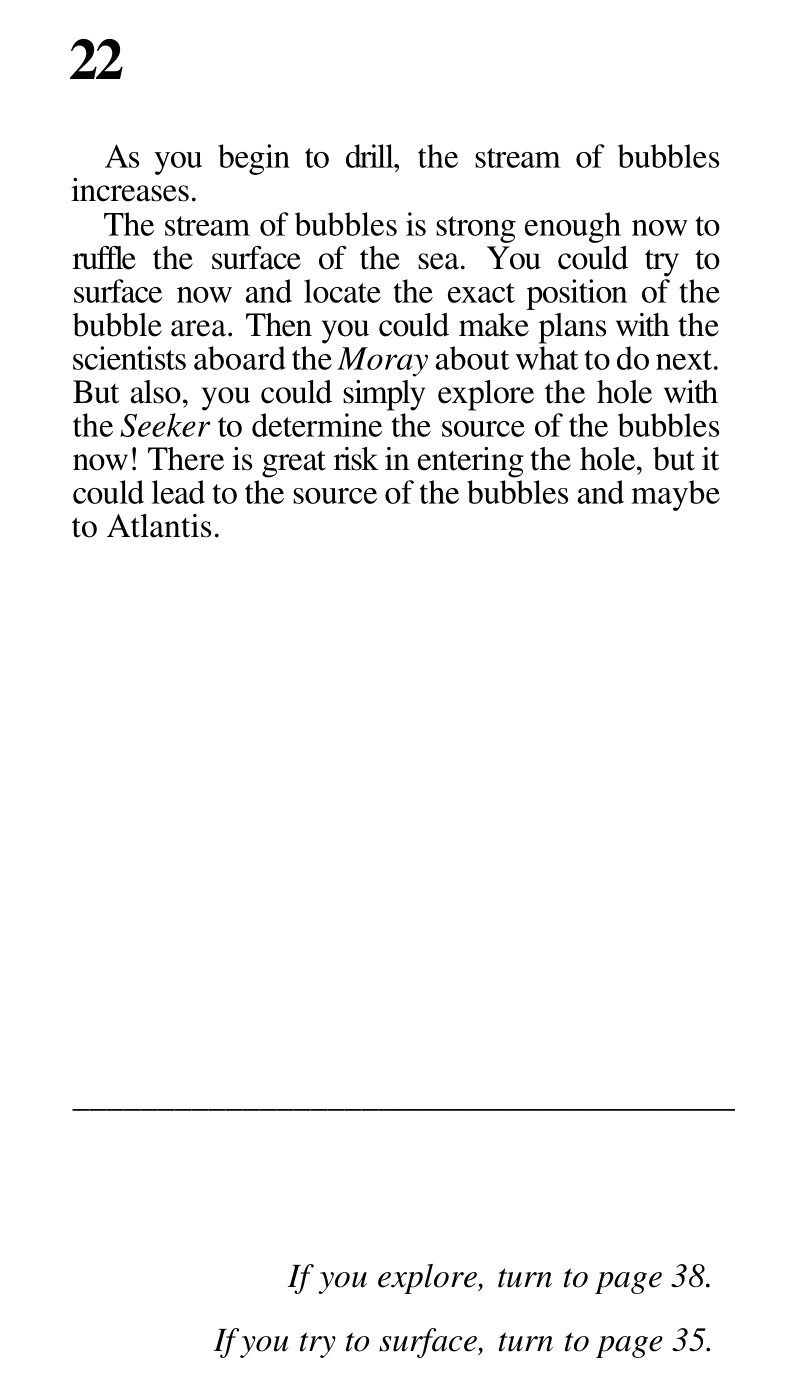 22
As you begin to drill, the stream of bubbles
increases.
The stream of bubbles is strong enough now to
ruffle the surface of the sea. You could try to
surface now and locate the exact position of the
bubble area. Then you could make plans with the
scientists aboard the Moray about what to do next.
But also, you could simply explore the hole with
the Seeker to determine the source of the bubbles
now! There is great risk in entering the hole, but it
could lead to the source of the bubbles and maybe
to Atlantis.
If you explore, turn to page 38.
If you try to surface, turn to page 35.